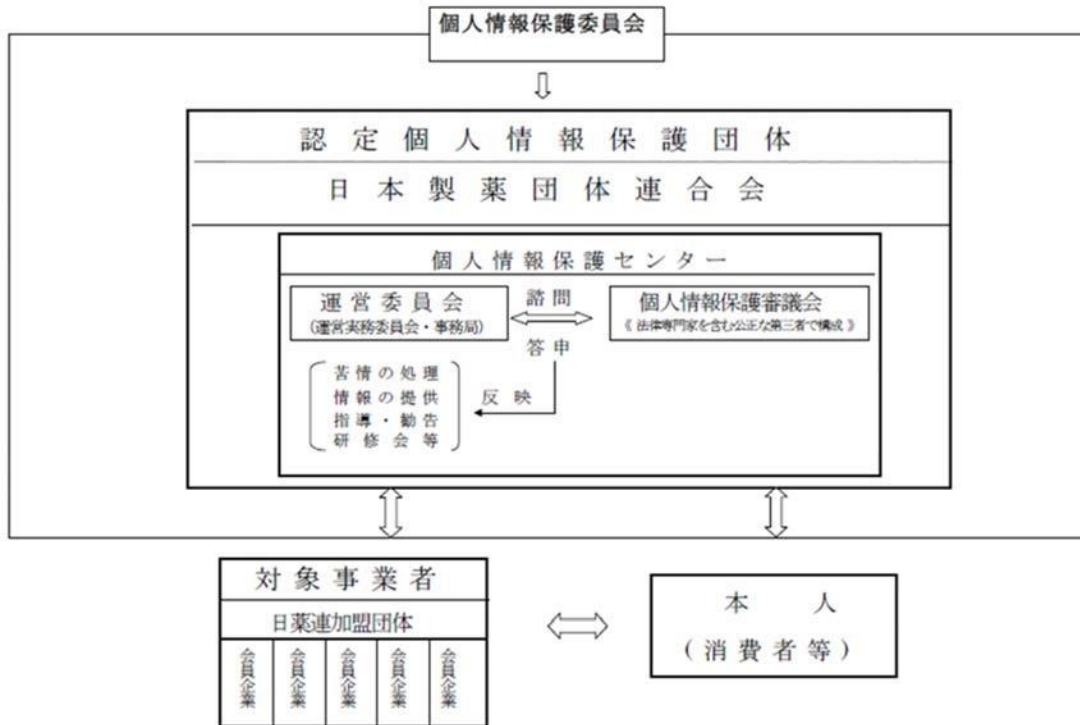 個人情報保護委員会
認定個人情報保護団体
日本製薬団体連合会
個人情報保護センター
運営委員会
(運営実務委員会・事務局)
諮問
答申
個人情報保護審議会
《 法律専門家を含む公正な第三者で構成 》
苦情の処理
情報の提供
指導・勧告
研修会等
反映
対象事業者
日薬連加盟団体
会員企業
会員企業
会員企業
会員企業
会員企業
本人
(消費者等)